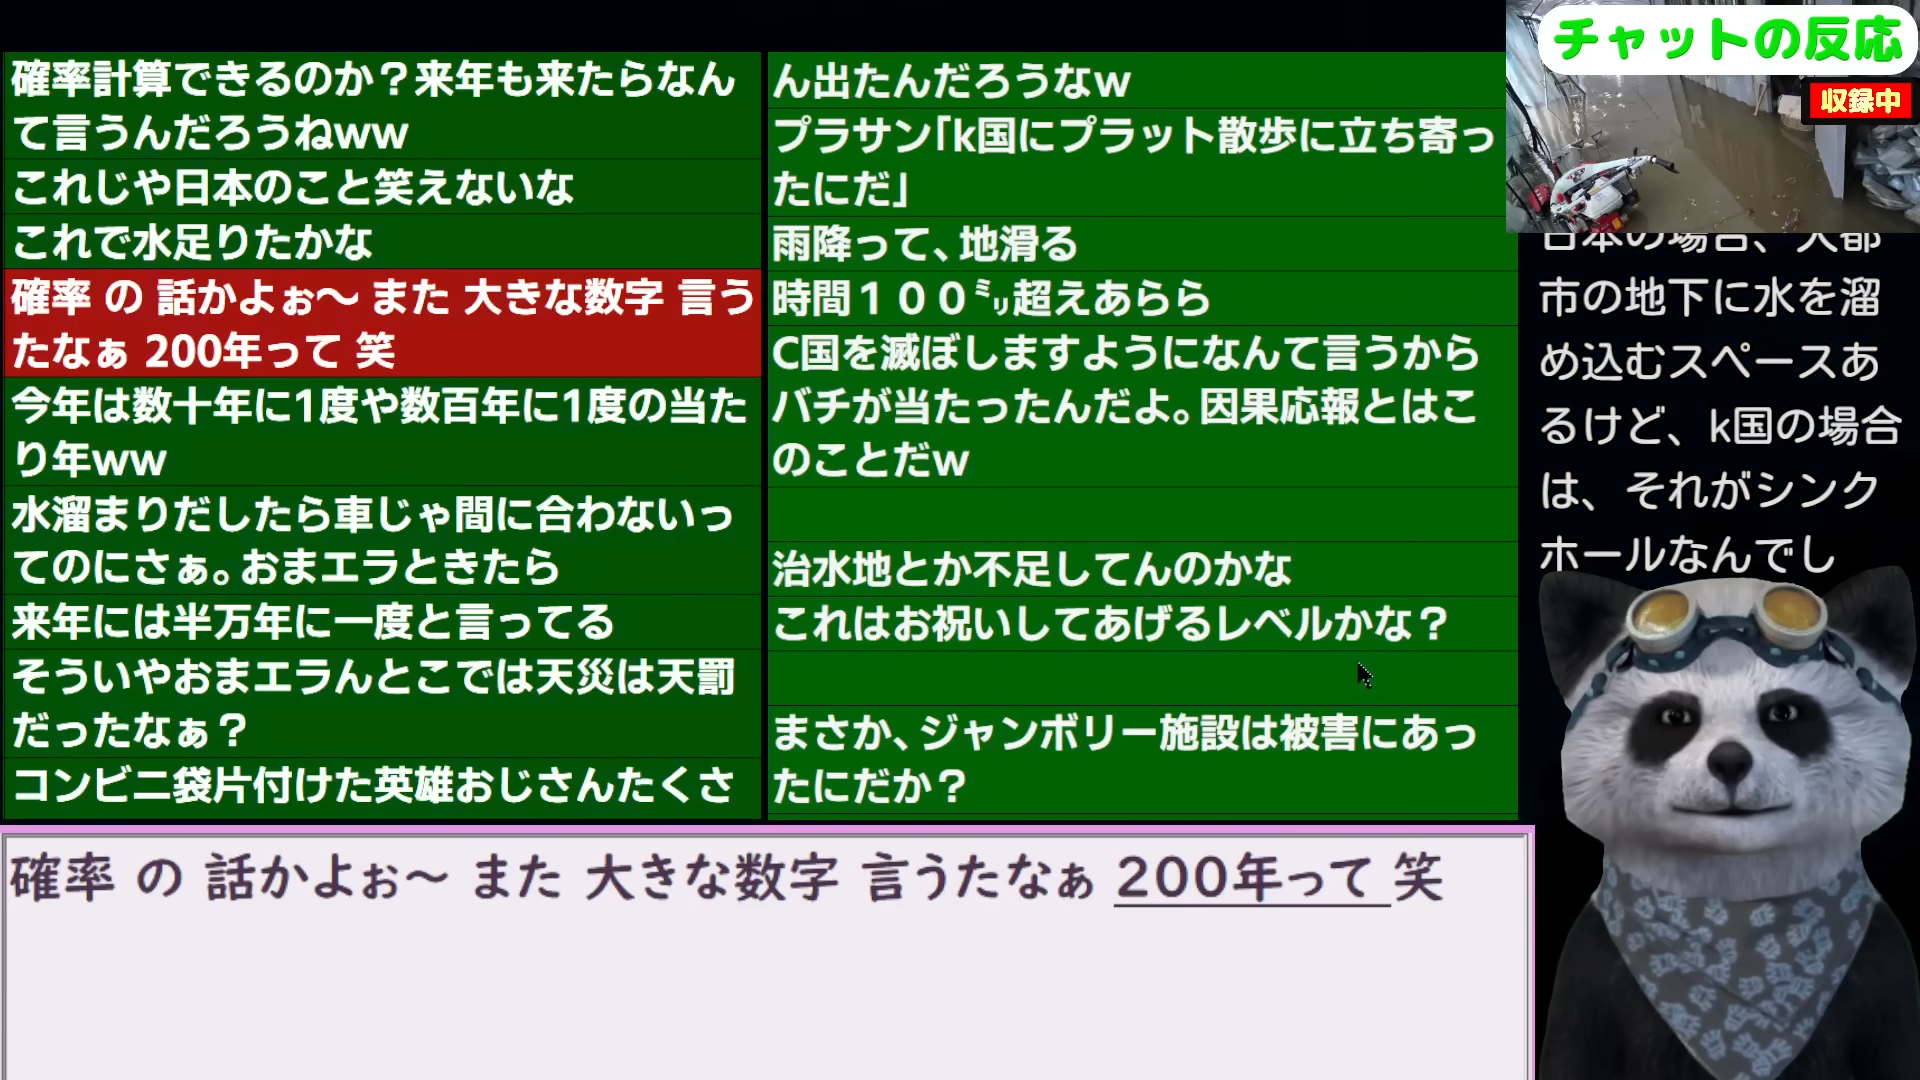 確率計算できるのか？来年も来たらなん
て言うんだろうねww
これじや日本のこと笑えないな
これで水足りたかな
確率 の 話かよぉ〜 また 大きな数字 言う
たなぁ 200年って 笑
今年は数十年に1度や数百年に1度の当た
り年ww
水溜まりだしたら車じゃ間に合わないっ
てのにさぁ。おまエラときたら
来年には半万年に一度と言ってる
そういやおまエラんとこでは天災は天罰
だったなぁ？
コンビニ袋片付けた英雄おじさんたくさ
ん出たんだろうなw
プラサン「k国にプラット散歩に立ち寄っ
たにだ」
雨降って、地滑る
時間１００㍉超えあらら
C国を滅ぼしますようになんて言うから
バチが当たったんだよ。因果応報とはこ
のことだw
治水地とか不足してんのかな
これはお祝いしてあげるレベルかな？
まさか、ジャンボリー施設は被害にあっ
たにだか？
チャットの反応
収録中
日本の場合、大都
市の地下に水を溜
め込むスペースあ
るけど、k国の場合
は、それがシンク
ホールなんでし
確率 の 話かよぉ〜 また 大きな数字 言うたなぁ 200年って 笑